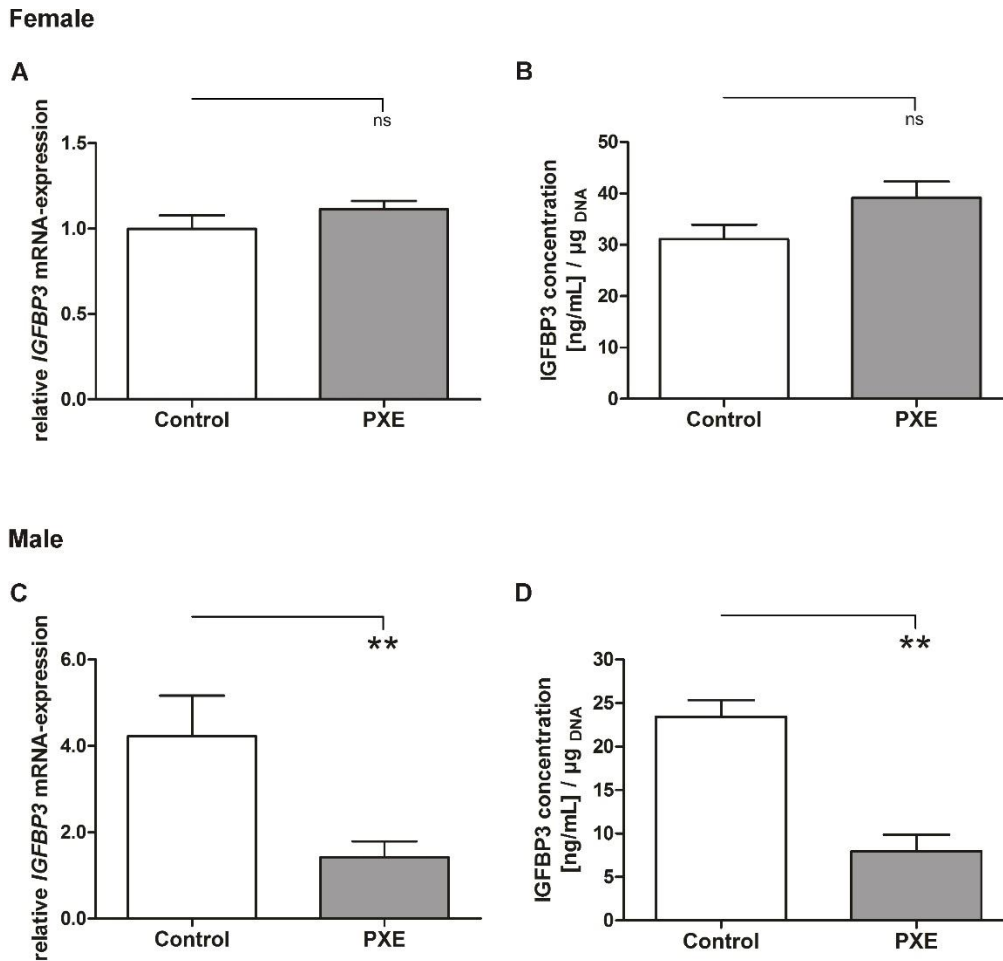 Female
A
relative IGFBP3 mRNA-expression
ns
1.5
1.0
0.5
0.0
Control
PXE
B
IGFBP3 concentration
[ng/mL] / µg DNA
ns
50
40
30
20
10
0
Control
PXE
Male
C
relative IGFBP3 mRNA-expression
**
6.0
4.0
2.0
0.0
Control
PXE
D
IGFBP3 concentration
[ng/mL] / µg DNA
**
30
25
20
15
10
5
0
Control
PXE